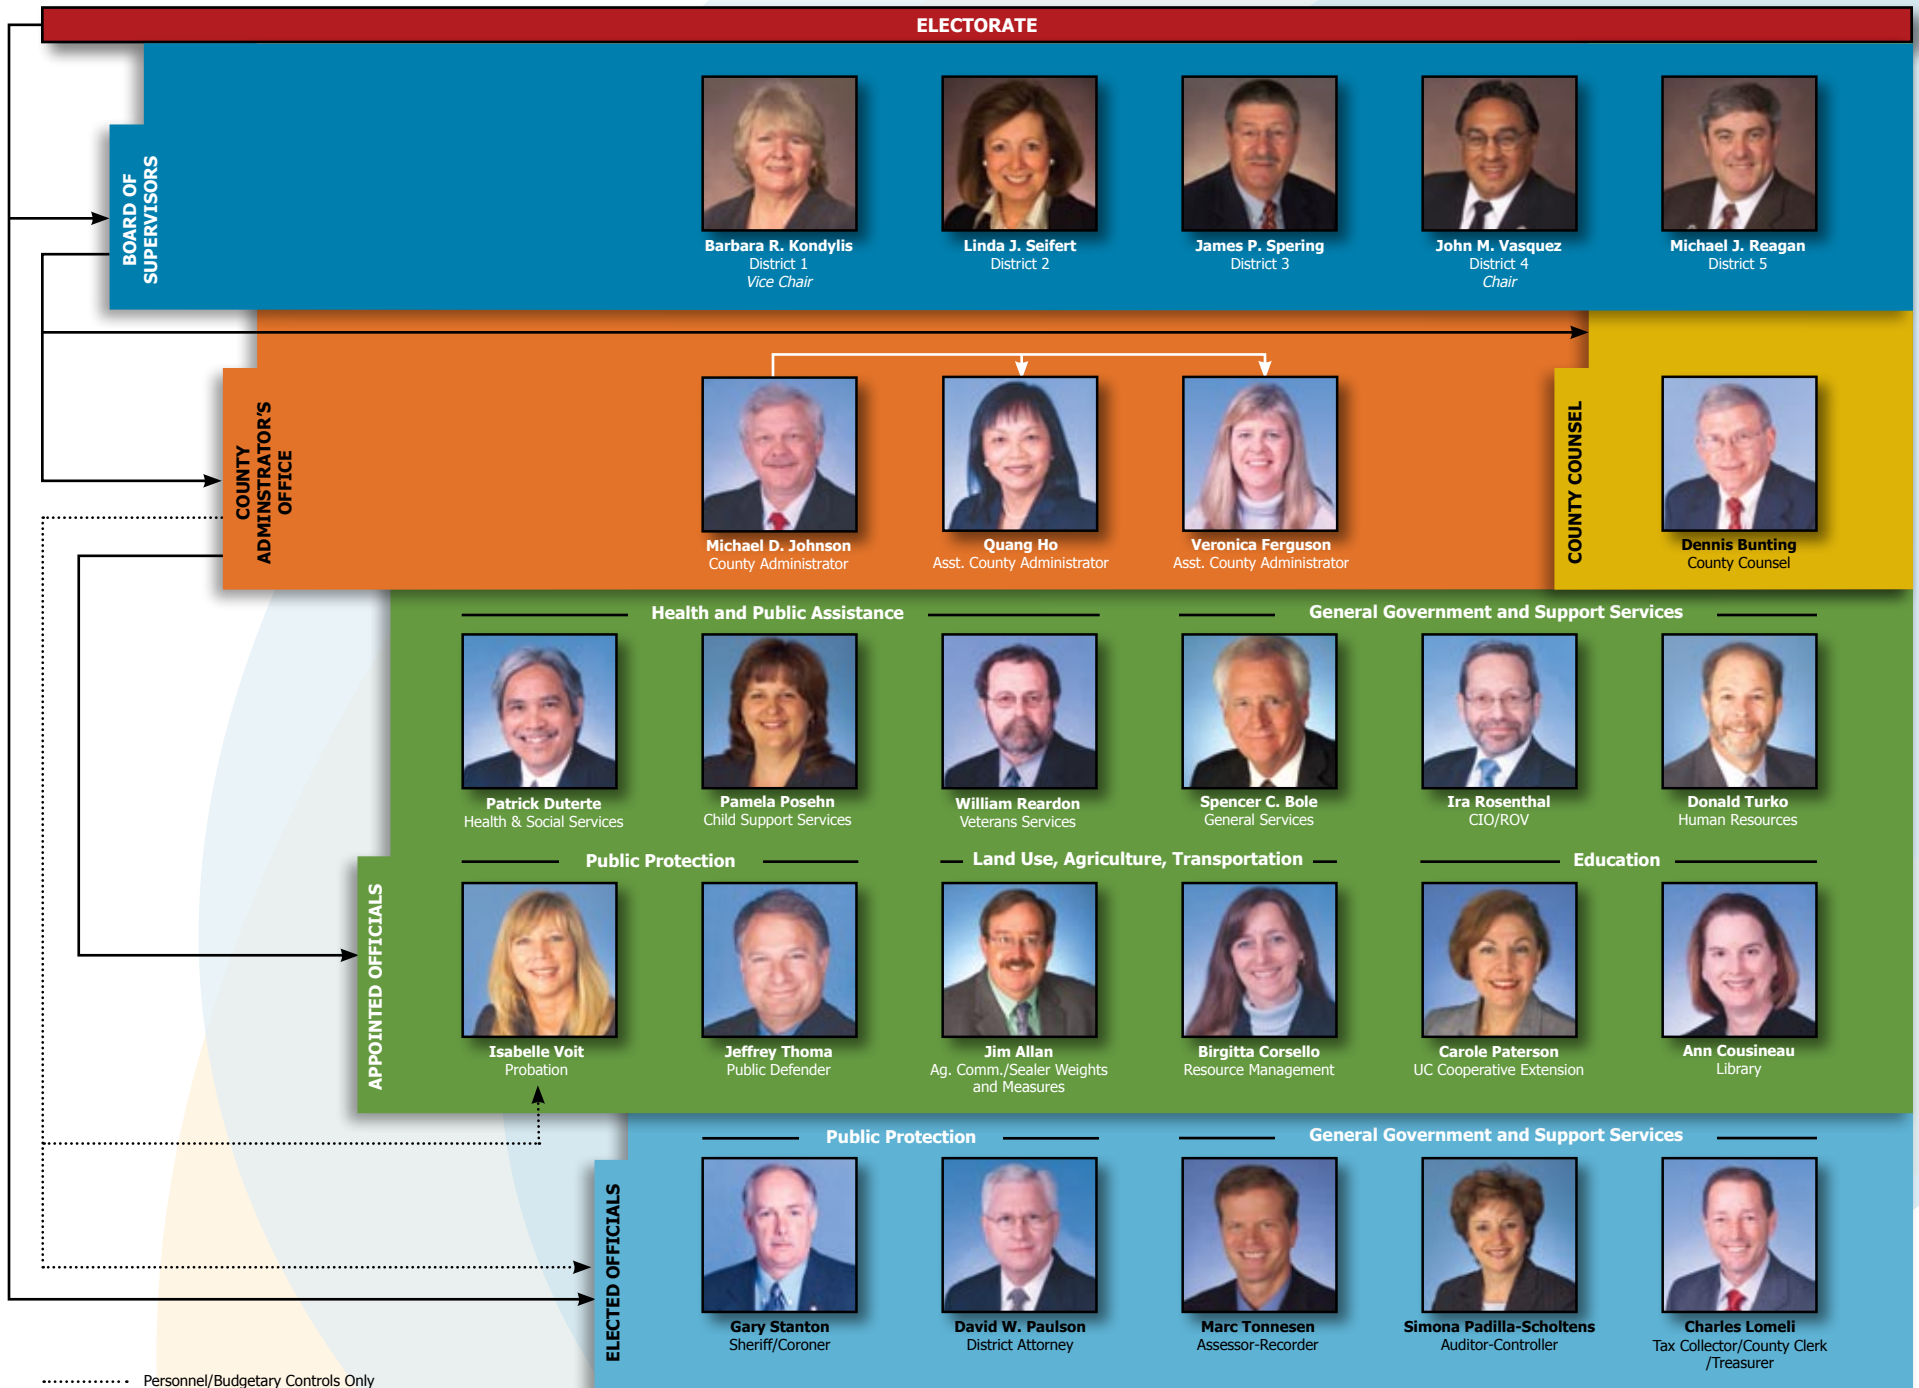 ELECTORATE
BOARD OF
SUPERVISORS
Barbara R. Kondylis
District 1
Vice Chair
Linda J. Seifert
District 2
James P. Spering
District 3
John M. Vasquez
District 4
Chair
Michael J. Reagan
District 5
COUNTY
ADMINSTRATOR'S
OFFICE
Michael D. Johnson
County Administrator
Quang Ho
Asst. County Administrator
Veronica Ferguson
Asst. County Administrator
COUNTY COUNSEL
Dennis Bunting
County Counsel
APPOINTED OFFICIALS
Health and Public Assistance
Patrick Duterte
Health & Social Services
Pamela Posehn
Child Support Services
William Reardon
Veterans Services
General Government and Support Services
Spencer C. Bole
General Services
Ira Rosenthal
CIO/ROV
Donald Turko
Human Resources
Public Protection
Isabelle Voit
Probation
Jeffrey Thoma
Public Defender
Land Use, Agriculture, Transportation
Jim Allan
Ag. Comm./Sealer Weights
and Measures
Birgitta Corsello
Resource Management
Education
Carole Paterson
UC Cooperative Extension
Ann Cousineau
Library
ELECTED OFFICIALS
Public Protection
Gary Stanton
Sheriff/Coroner
David W. Paulson
District Attorney
General Government and Support Services
Marc Tonnesen
Assessor-Recorder
Simona Padilla-Scholtens
Auditor-Controller
Charles Lomeli
Tax Collector/County Clerk
/Treasurer
Personnel/Budgetary Controls Only